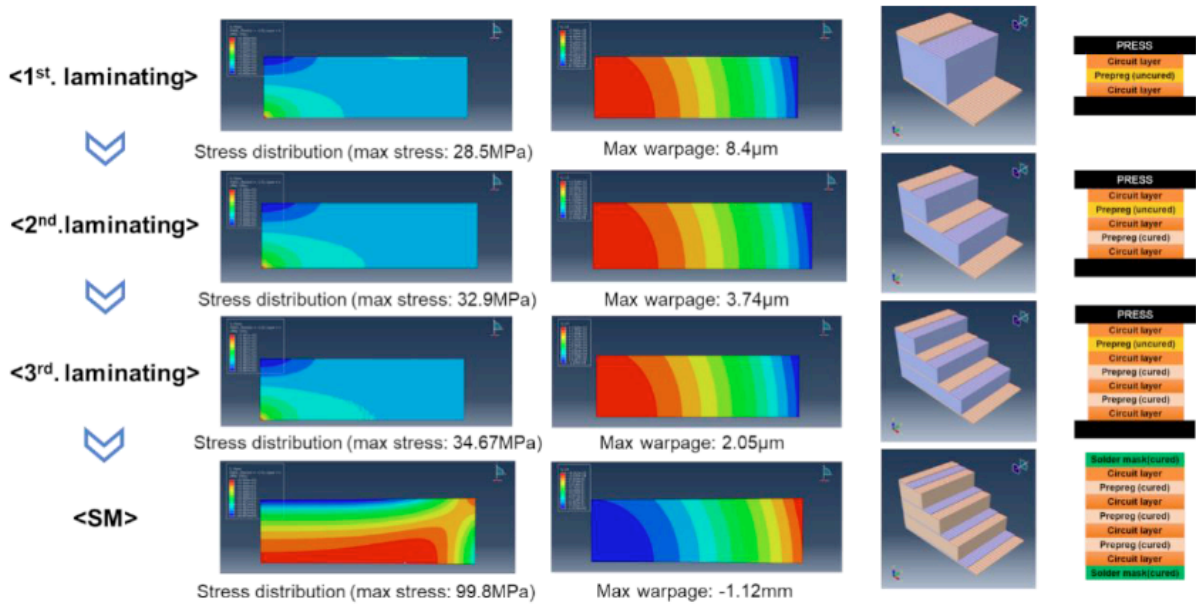 <1st. laminating>
Stress distribution (max stress: 28.5MPa)
Max warpage: 8.4μm
PRESS
Circuit layer
Prepreg (uncured)
Circuit layer
<2nd.laminating>
Stress distribution (max stress: 32.9MPa)
Max warpage: 3.74μm
PRESS
Circuit layer
Prepreg (uncured)
Circuit layer
Prepreg (cured)
Circuit layer
<3rd. laminating>
Stress distribution (max stress: 34.67MPa)
Max warpage: 2.05μm
PRESS
Circuit layer
Prepreg (uncured)
Circuit layer
Prepreg (cured)
Circuit layer
Prepreg (cured)
Circuit layer
<SM>
Stress distribution (max stress: 99.8MPa)
Max warpage: -1.12mm
Solder mask(cured)
Circuit layer
Prepreg (cured)
Circuit layer
Prepreg (cured)
Circuit layer
Prepreg (cured)
Circuit layer
Solder mask(cured)